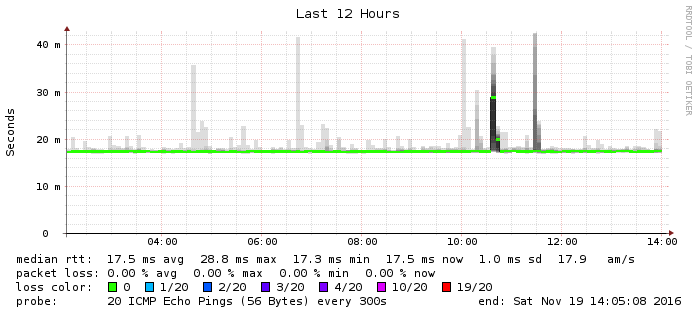 Last 12 Hours
RRDTOOL / TOBI OETIKER
Seconds
40 m
30 m
20 m
10 m
0
04:00 06:00 08:00 10:00 12:00 14:00
median rtt: 17.5 ms avg 28.8 ms max 17.3 ms min 17.5 ms now 1.0 ms sd 17.9 am/s
packet loss: 0.00 % avg 0.00 % max 0.00 % min 0.00 % now
loss color: 0 1/20 2/20 3/20 4/20 10/20 19/20
probe: 20 ICMP Echo Pings (56 Bytes) every 300s end: Sat Nov 19 14:05:08 2016